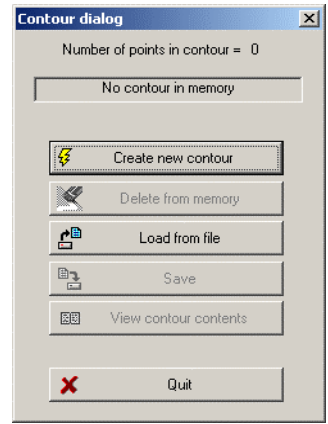 Contour dialog
Number of points in contour = 0
No contour in memory
Create new contour
Delete from memory
Load from file
Save
View contour contents
Quit